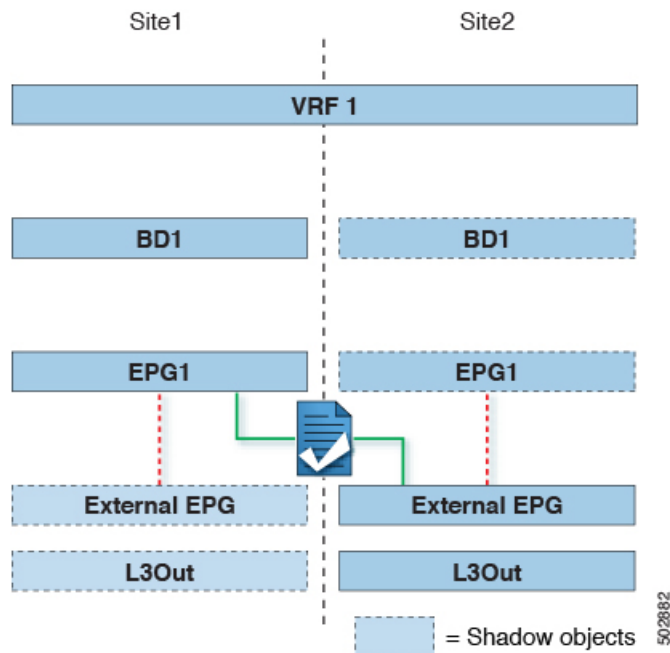 Site1 Site2
VRF 1
BD1 BD1
EPG1 EPG1
External EPG External EPG
L3Out L3Out
= Shadow objects
502882